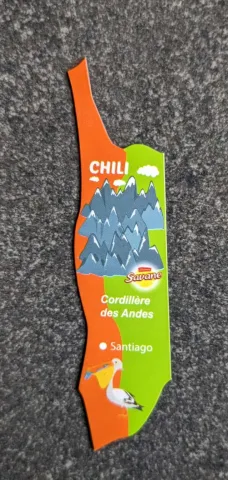 CHILI
Savane
Cordillère
des Andes
Santiago